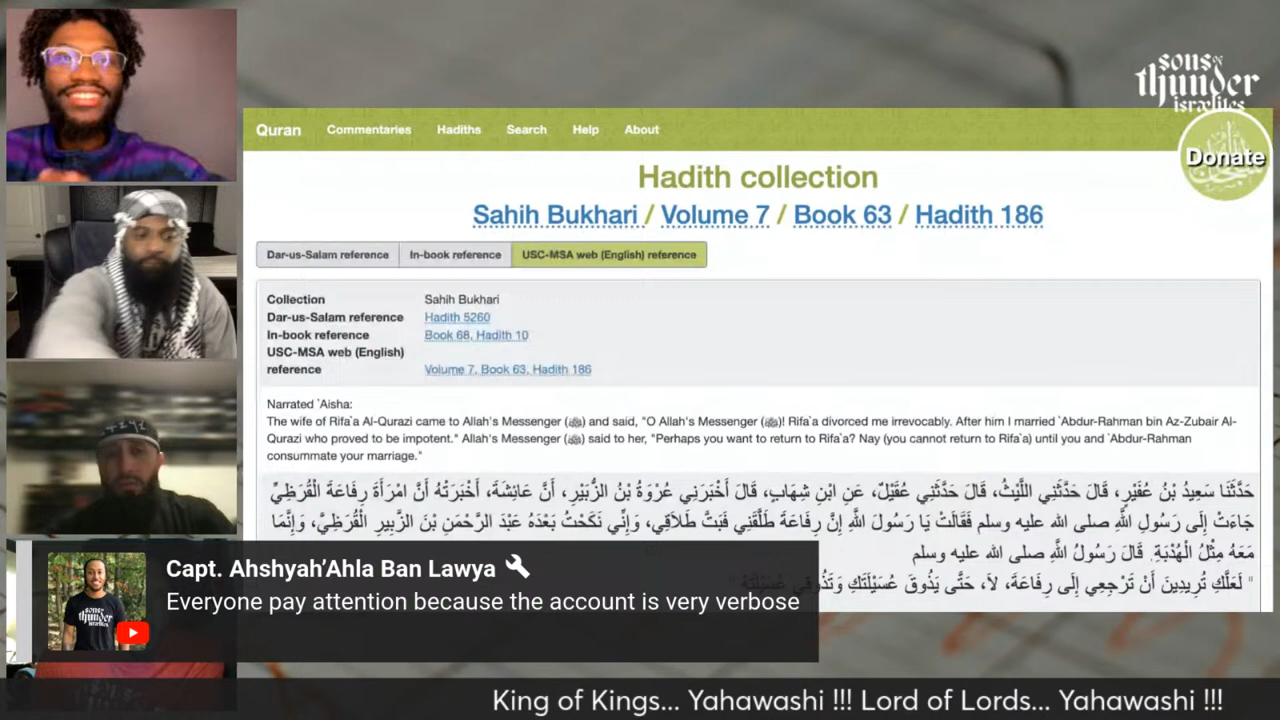 sons of
thunder
israelites
Quran Commentaries Hadiths Search Help About
Donate
Hadith collection
Sahih Bukhari / Volume 7 / Book 63 / Hadith 186
Dar-us-Salam reference In-book reference USC-MSA web (English) reference
Collection Sahih Bukhari
Dar-us-Salam reference Hadith 5260
In-book reference Book 68, Hadith 10
USC-MSA web (English)
reference Volume 7, Book 63, Hadith 186
Narrated `Aisha:
The wife of Rifa`a Al-Qurazi came to Allah's Messenger (ﷺ) and said, "O Allah's Messenger (ﷺ)! Rifa`a divorced me irrevocably. After him I married `Abdur-Rahman bin Az-Zubair Al-
Qurazi who proved to be impotent." Allah's Messenger (ﷺ) said to her, "Perhaps you want to return to Rifa`a? Nay (you cannot return to Rifa`a) until you and `Abdur-Rahman
consummate your marriage."
حَدَّثَنَا سَعِيدُ بْنُ عُفَيْرٍ، قَالَ حَدَّثَنِي اللَّيْثُ، قَالَ حَدَّثَنِي عُقَيْلٌ، عَنِ ابْنِ شِهَابٍ، قَالَ أَخْبَرَنِي عُرْوَةُ بْنُ الزُّبَيْرِ، أَنَّ عَائِشَةَ، أَخْبَرَتْهُ أَنَّ امْرَأَةَ رِفَاعَةَ الْقُرَظِيِّ
جَاءَتْ إِلَى رَسُولِ اللَّهِ صلى الله عليه وسلم فَقَالَتْ يَا رَسُولَ اللَّهِ إِنَّ رِفَاعَةَ طَلَّقَنِي فَبَتَّ طَلاَقِي، وَإِنِّي نَكَحْتُ بَعْدَهُ عَبْدَ الرَّحْمَنِ بْنَ الزَّبِيرِ الْقُرَظِيَّ، وَإِنَّمَا
مَعَهُ مِثْلُ الْهُدْبَةِ. قَالَ رَسُولُ اللَّهِ صلى الله عليه وسلم
" لَعَلَّكِ تُرِيدِينَ أَنْ تَرْجِعِي إِلَى رِفَاعَةَ، لاَ، حَتَّى يَذُوقَ عُسَيْلَتَكِ وَتَذُوقِي عُسَيْلَتَهُ "
Capt. Ahshyah’Ahla Ban Lawya
Everyone pay attention because the account is very verbose
King of Kings... Yahawashi !!! Lord of Lords... Yahawashi !!!